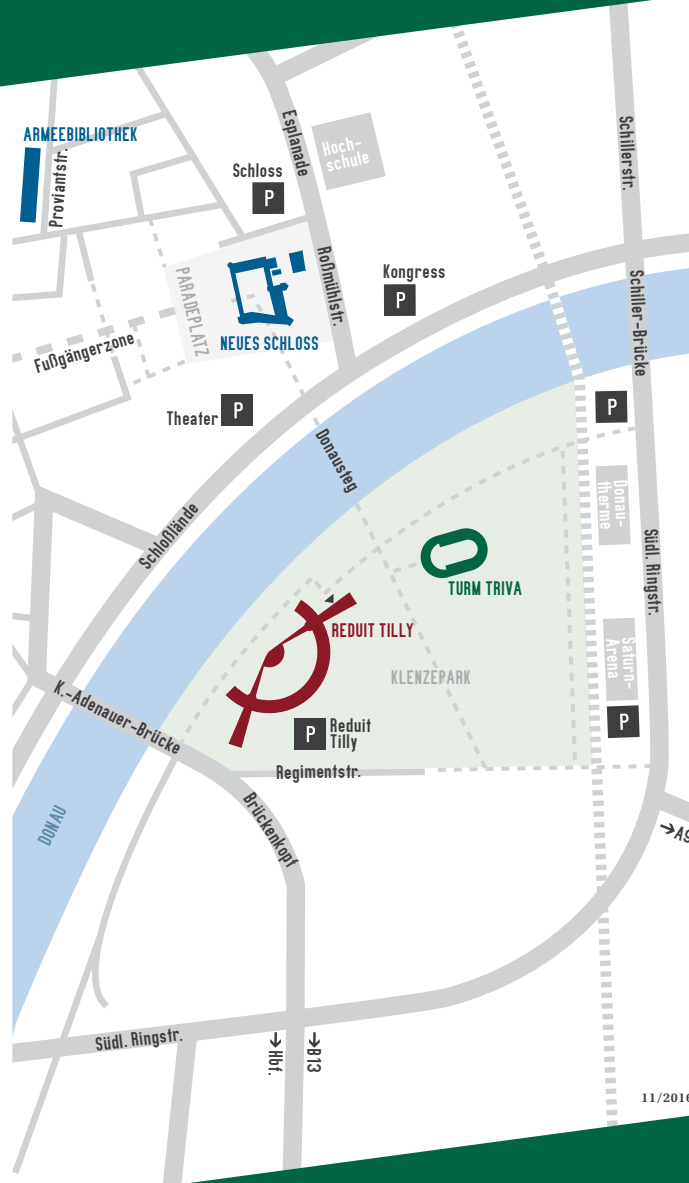 ARMEEBIBLIOTHEK
Proviantstr.
Esplanade
Hoch-
schule
Schillerstr.
Schloss
P
PARADEPLATZ
Roßmühlstr.
Kongress
P
Schiller-Brücke
NEUES SCHLOSS
Fußgängerzone
Theater P
P
Donausteg
Donau-
therme
Schloßlände
Südl. Ringstr.
TURM TRIVA
REDUIT TILLY
Saturn-
Arena
KLENZEPARK
K.-Adenauer-Brücke
P
P Reduit
Tilly
Regimentstr.
DONAU
Brückenkopf
→A9
Südl. Ringstr.
→Hbf.
→B13
11/2016